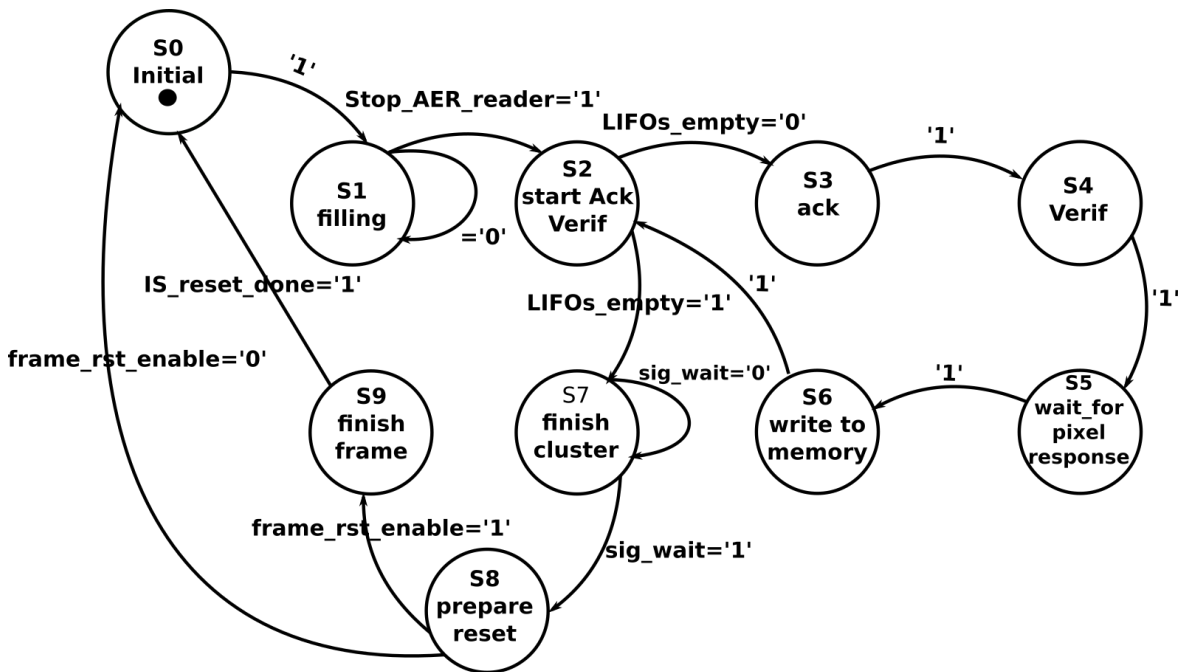 S0
Initial
'1'
Stop_AER_reader='1'
LIFOs_empty='0'
'1'
S1
filling
='0'
S2
start Ack
Verif
S3
ack
S4
Verif
IS_reset_done='1'
LIFOs_empty='1'
'1'
'1'
frame_rst_enable='0'
sig_wait='0'
'1'
S9
finish
frame
S7
finish
cluster
S6
write to
memory
S5
wait_for
pixel
response
frame_rst_enable='1'
sig_wait='1'
S8
prepare
reset